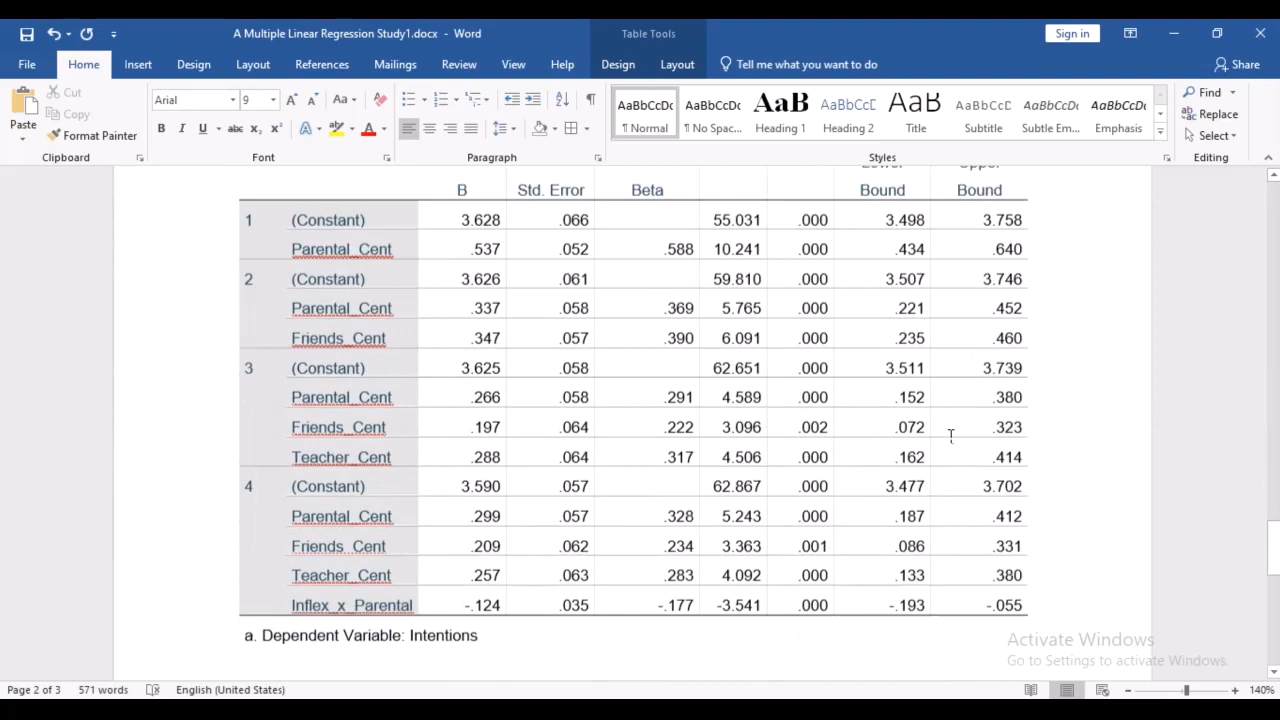 A Multiple Linear Regression Study1.docx - Word
Table Tools
Sign in
File Home Insert Design Layout References Mailings Review View Help Design Layout Tell me what you want to do Share
Paste
Cut
Copy
Format Painter
Clipboard
Arial 9
Font
Paragraph
AaBbCcDc AaBbCcDc AaBbCc AaBbCcC AaB AaBbCcD AaBbCcDc AaBbCcDc
¶ Normal ¶ No Spac... Heading 1 Heading 2 Title Subtitle Subtle Em... Emphasis
Styles
Find
Replace
Select
Editing
B Std. Error Beta Bound Bound
1 (Constant) 3.628 .066 55.031 .000 3.498 3.758
Parental_Cent .537 .052 .588 10.241 .000 .434 .640
2 (Constant) 3.626 .061 59.810 .000 3.507 3.746
Parental_Cent .337 .058 .369 5.765 .000 .221 .452
Friends_Cent .347 .057 .390 6.091 .000 .235 .460
3 (Constant) 3.625 .058 62.651 .000 3.511 3.739
Parental_Cent .266 .058 .291 4.589 .000 .152 .380
Friends_Cent .197 .064 .222 3.096 .002 .072 .323
Teacher_Cent .288 .064 .317 4.506 .000 .162 .414
4 (Constant) 3.590 .057 62.867 .000 3.477 3.702
Parental_Cent .299 .057 .328 5.243 .000 .187 .412
Friends_Cent .209 .062 .234 3.363 .001 .086 .331
Teacher_Cent .257 .063 .283 4.092 .000 .133 .380
Inflex_x_Parental -.124 .035 -.177 -3.541 .000 -.193 -.055
a. Dependent Variable: Intentions
Activate Windows
Go to Settings to activate Windows.
Page 2 of 3 571 words English (United States) 140%